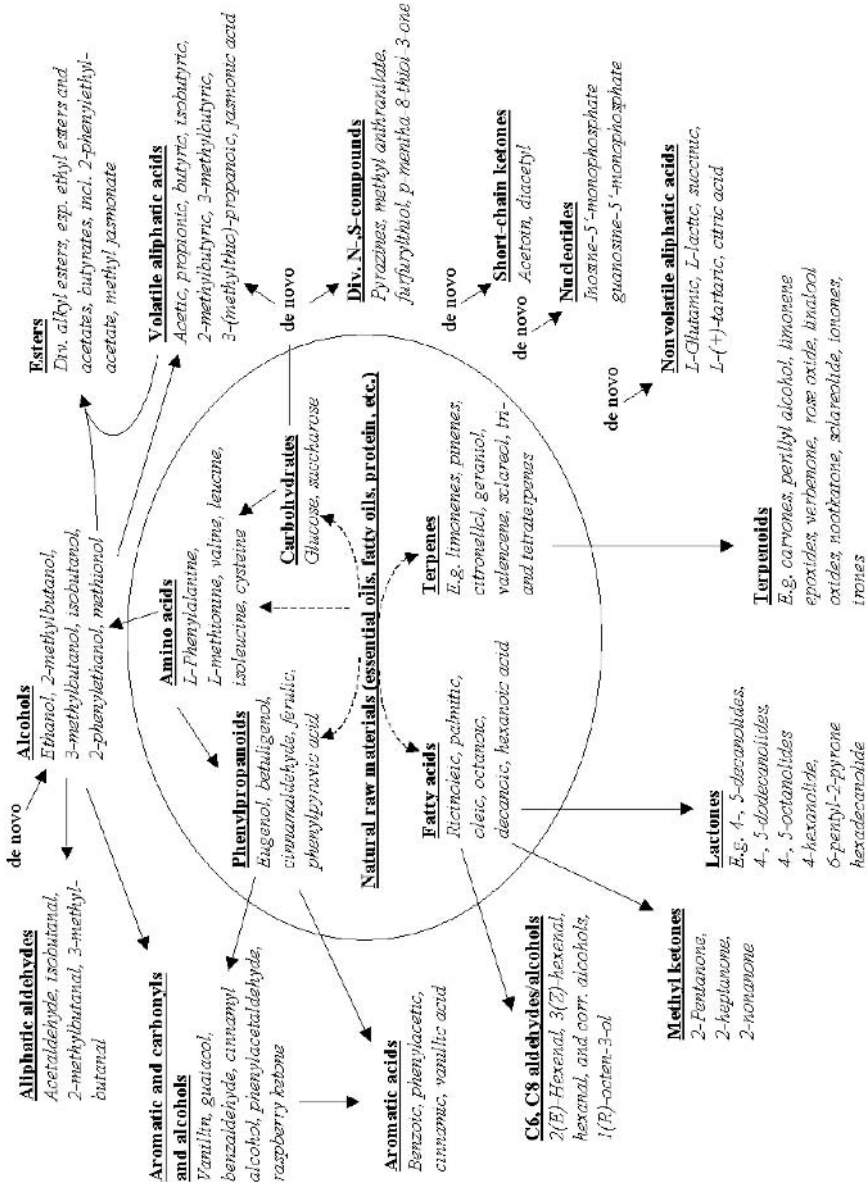 de novo
Alcohols
Ethanol, 2-methylbutanol,
3-methylbutanol, isobutanol,
2-phenylethanol, methionol
Esters
Div. alkyl esters, esp. ethyl esters and
acetates, butyrates, incl. 2-phenylethyl-
acetate, methyl jasmonate
Aliphatic aldehydes
Acetaldehyde, isobutanal,
2-methylbutanal, 3-methyl-
butanal
Volatile aliphatic acids
Acetic, propionic, butyric, isobutyric,
2-methylbutyric, 3-methylbutyric,
3-(methylthio)-propanoic, jasmonic acid
Aromatic and carbonyls
and alcohols
Vanillin, guaiacol,
benzaldehyde, cinnamyl
alcohol, phenylacetaldehyde,
raspberry ketone
Amino acids
L-Phenylalanine,
L-methionine, valine, leucine,
isoleucine, cysteine
Phenylpropanoids
Eugenol, betuligenol,
cinnamaldehyde, ferulic,
phenylpyruvic acid
Carbohydrates
Glucose, saccharose
de novo
Div. N-,S-compounds
Pyrazines, methyl anthranilate,
furfurylthiol, p-mentha-8-thiol-3-one
Aromatic acids
Benzoic, phenylacetic,
cinnamic, vanillic acid
Natural raw materials (essential oils, fatty oils, protein, etc.)
Fatty acids
Ricinoleic, palmitic,
oleic, octanoic,
decanoic, hexanoic acid
Terpenes
E.g. limonenes, pinenes,
citronellol, geraniol,
valencene, sclareol, tri-
and tetraterpenes
de novo
Short-chain ketones
Acetoin, diacetyl
de novo
Nucleotides
Inosine-5'-monophosphate
guanosine-5'-monophosphate
C6, C8 aldehydes/alcohols
2(E)-Hexenal, 3(Z)-hexenal,
hexanal, and corr. alcohols,
1(R)-octen-3-ol
de novo
Nonvolatile aliphatic acids
L-Glutamic, L-lactic, succinic,
L-(+)-tartaric, citric acid
Methyl ketones
2-Pentanone,
2-heptanone,
2-nonanone
Lactones
E.g. 4-, 5-decanolides,
4-, 5-dodecanolides,
4-, 5-octanolides
4-hexanolide,
6-pentyl-2-pyrone
hexadecanolide
Terpenoids
E.g. carvones, perillyl alcohol, limonene
epoxides, verbenone, rose oxide, linalool
oxides, nootkatone, sclareolide, ionones,
irones